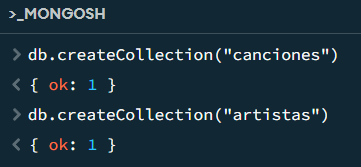 >_MONGOSH
> db.createCollection("canciones")
< { ok: 1 }
> db.createCollection("artistas")
< { ok: 1 }